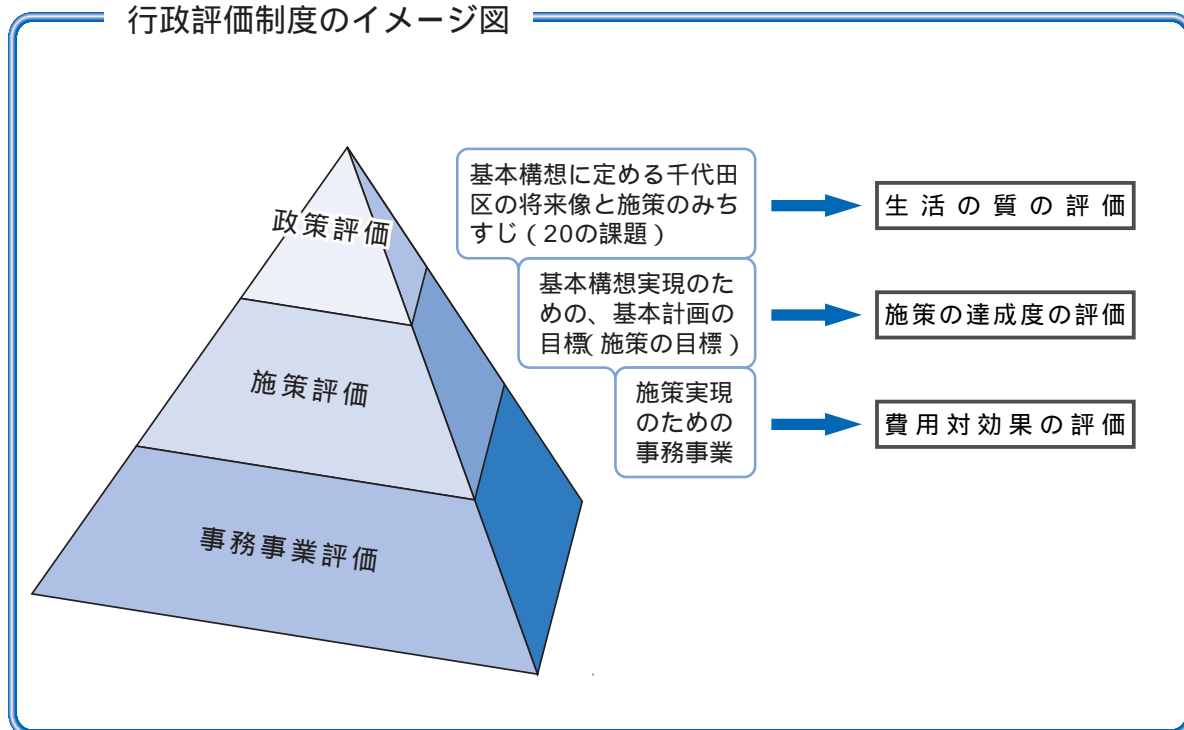 行政評価制度のイメージ図
政策評価
施策評価
事務事業評価
基本構想に定める千代田
区の将来像と施策のみち
すじ(20の課題)
生活の質の評価
基本構想実現のた
めの、基本計画の
目標(施策の目標)
施策の達成度の評価
施策実現
のための
事務事業
費用対効果の評価